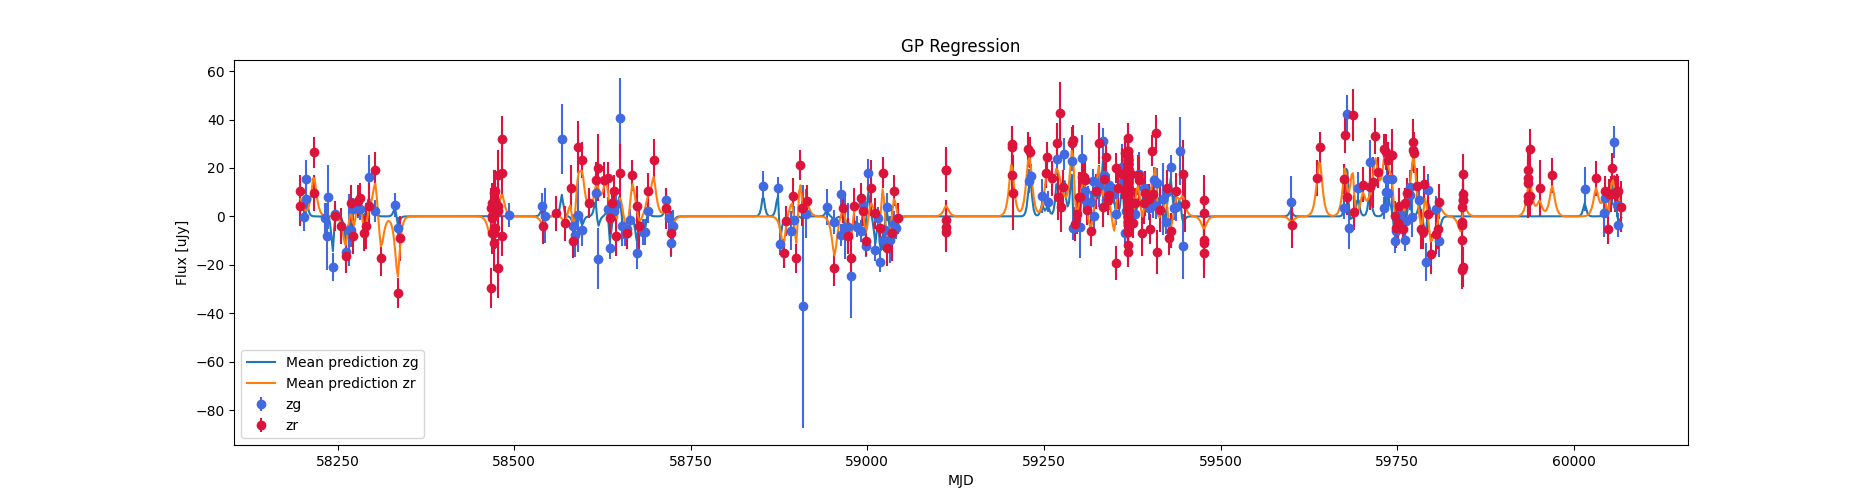 GP Regression
60
40
20
0
−20
−40
−60
−80
Flux [uJy]
Mean prediction zg
Mean prediction zr
zg
zr
58250 58500 58750 59000 59250 59500 59750 60000
MJD